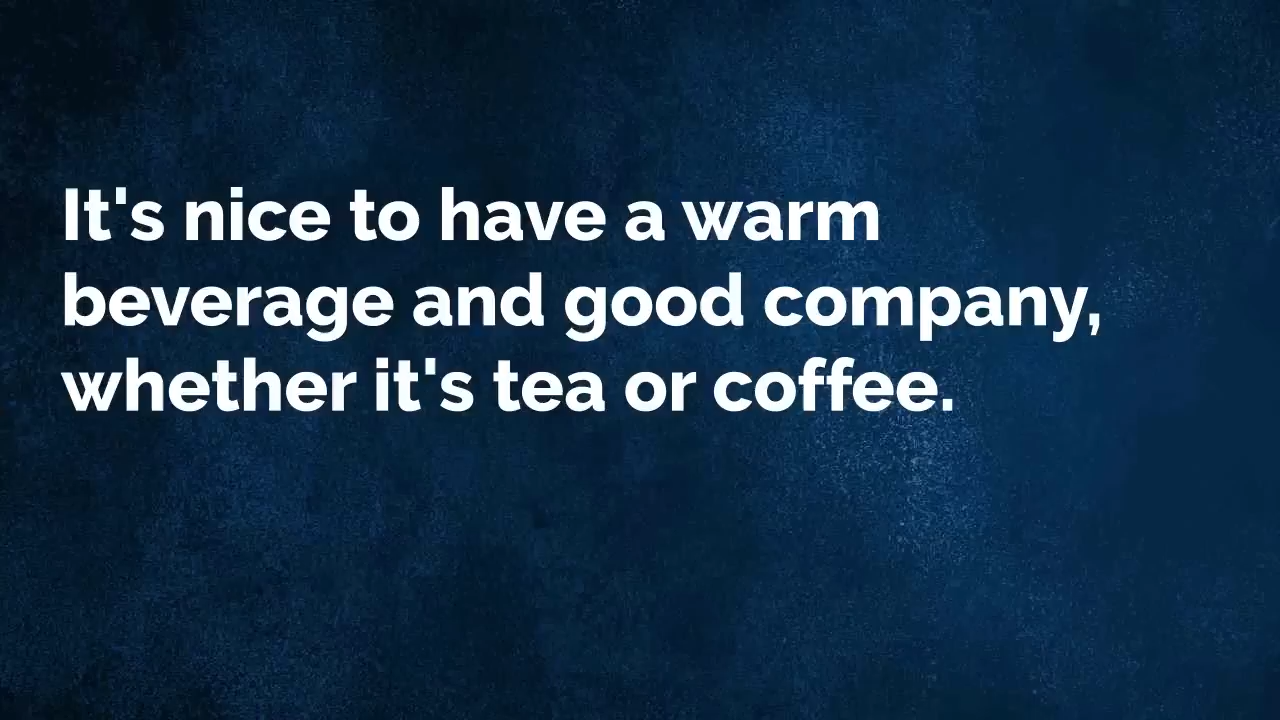 It's nice to have a warm
beverage and good company,
whether it's tea or coffee.